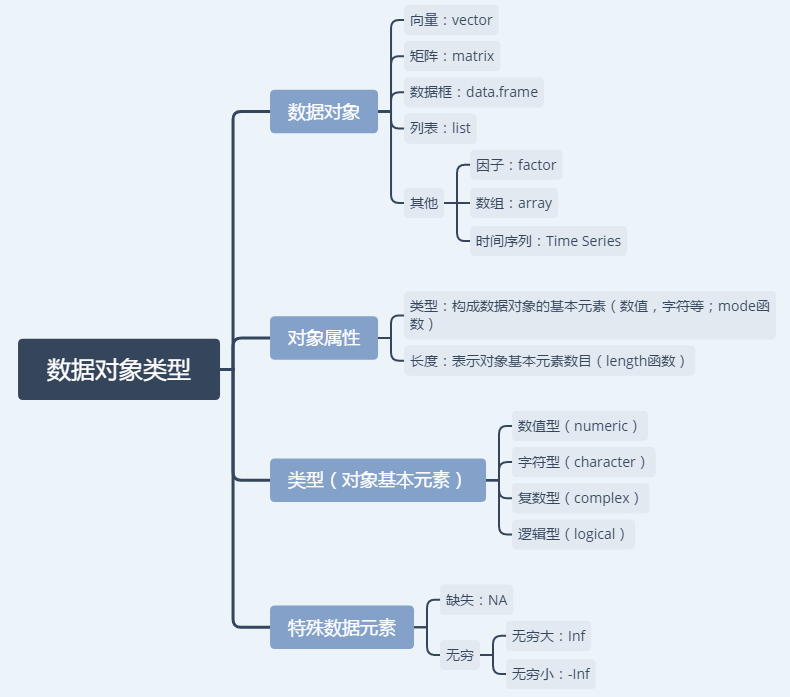 数据对象类型
数据对象
向量：vector
矩阵：matrix
数据框：data.frame
列表：list
其他
因子：factor
数组：array
时间序列：Time Series
对象属性
类型：构成数据对象的基本元素（数值，字符等；mode函
数）
长度：表示对象基本元素数目（length函数）
类型（对象基本元素）
数值型（numeric）
字符型（character）
复数型（complex）
逻辑型（logical）
特殊数据元素
缺失：NA
无穷
无穷大：Inf
无穷小：-Inf